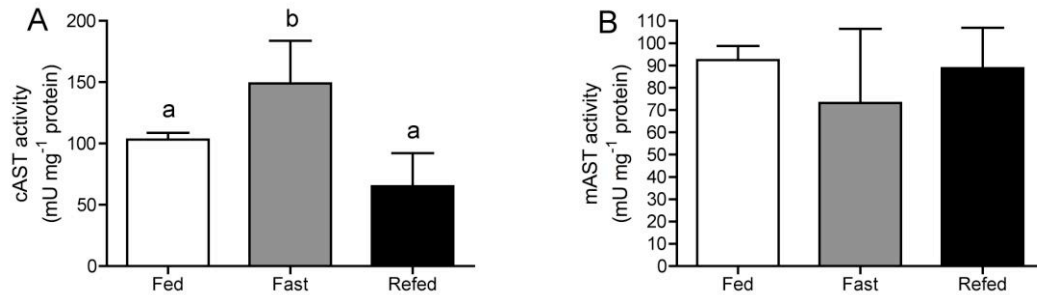 A
cAST activity
(mU mg⁻¹ protein)
200
150
100
50
0
a
b
a
Fed
Fast
Refed
B
mAST activity
(mU mg⁻¹ protein)
110
100
90
80
70
60
50
40
30
20
10
0
Fed
Fast
Refed